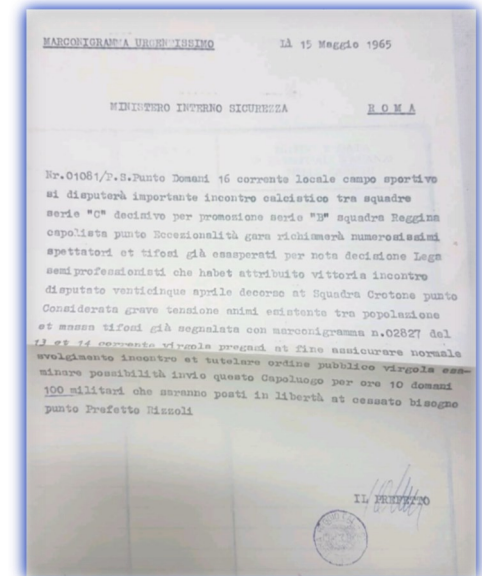 MARCONIGRAMMA URGENTISSIMO lì 15 Maggio 1965
MINISTERO INTERNO SICUREZZA ROMA
Nr.01081/P.S.Punto Domani 16 corrente locale campo sportivo
si disputerà importante incontro calcistico tra squadre
serie "C" decisivo per promozione serie "B" squadra Reggina
capolista punto Eccezionalità gara richiamerà numerosissimi
spettatori et tifosi già esasperati per nota decisione Lega
semiprofessionisti che habet attribuito vittoria incontro
disputato venticinque aprile decorso at Squadra Crotone punto
Considerata grave tensione animi esistente tra popolazione
et massa tifosi già segnalata con marconigramma n.02827 del
13 et 14 corrente virgola pregasi at fine assicurare normale
svolgimento incontro et tutelare ordine pubblico virgola esa-
minare possibilità invio questo Capoluogo per ore 10 domani
100 militari che saranno posti in libertà at cessato bisogno
punto Prefetto Rizzoli
IL PREFETTO